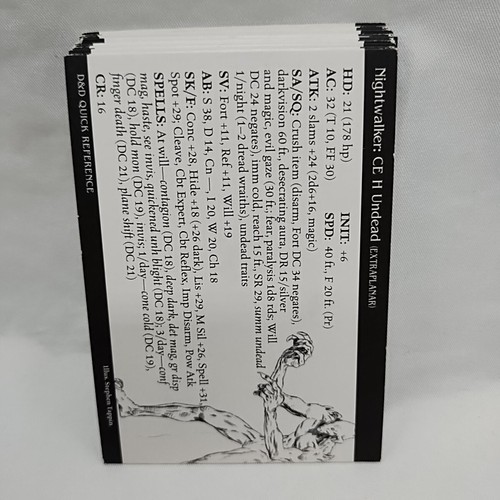 Nightwalker: CE H Undead (EXTRAPLANAR)
HD: 21 (178 hp) INIT: +6
AC: 32 (T 10, FF 30) SPD: 40 ft., F 20 ft. (Pr)
ATK: 2 slams +24 (2d6+16, magic)
SA/SQ: Crush item (disarm, Fort DC 34 negates),
darkvision 60 ft., desecrating aura, DR 15/silver
and magic, evil gaze (30 ft., fear, paralysis 1d8 rds, Will
DC 24 negates), imm cold, reach 15 ft., SR 29, summ undead
1/night (1–2 dread wraiths), undead traits
SV: Fort +11, Ref +11, Will +19
AB: S 38, D 14, Cn —, I 20, W 20, Ch 18
SK/F: Conc +28, Hide +18 (+26 dark), Lis +29, M Sil +26, Spell +31,
Spot +29, Cleave, Cbt Expert, Cbt Reflex, Imp Disarm, Pow Atk
SPELLS: At will—contagion (DC 18), deep dark, det mag, gr disp
mag, haste, see invis, quickened unh blight (DC 18); 3/day—conf
(DC 18), hold mon (DC 19), invis; 1/day—cone cold (DC 19),
finger death (DC 21), plane shift (DC 21)
CR: 16
D&D QUICK REFERENCE
Illus. Stephen Tappin